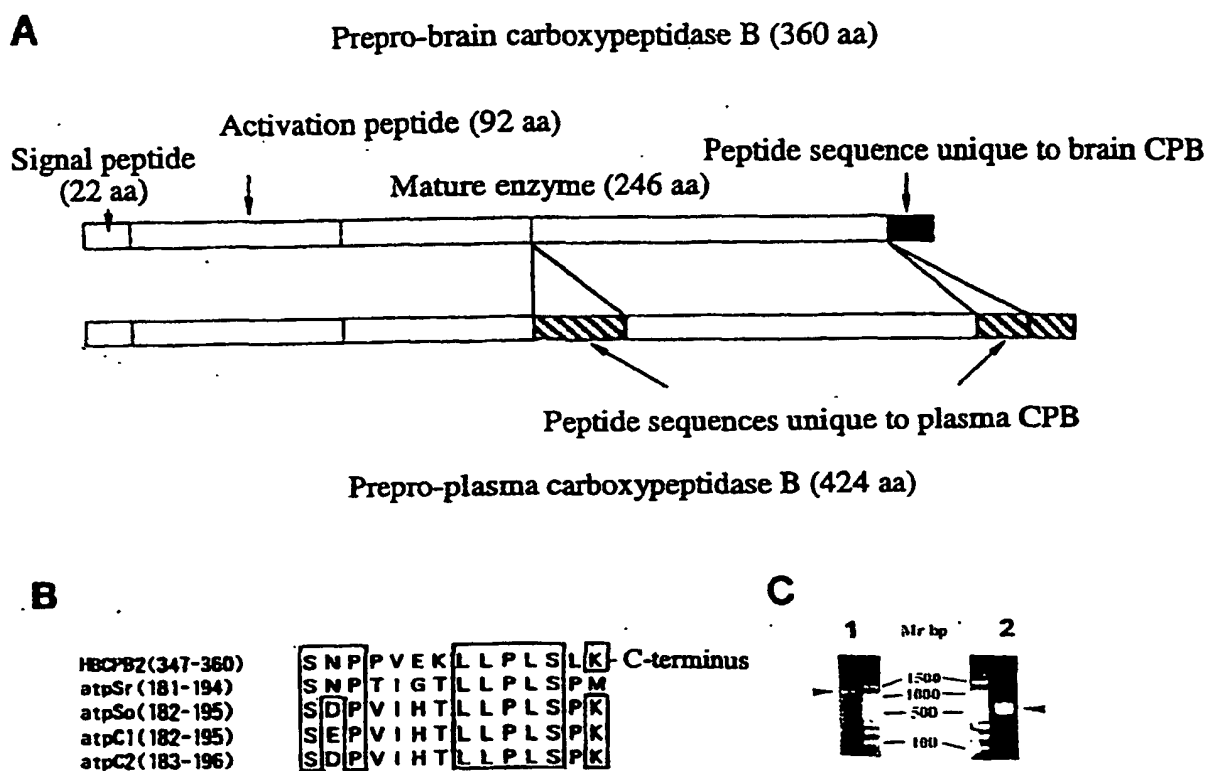 A
Prepro-brain carboxypeptidase B (360 aa)
Activation peptide (92 aa)
Signal peptide
(22 aa)
Peptide sequence unique to brain CPB
Mature enzyme (246 aa)
Peptide sequences unique to plasma CPB
Prepro-plasma carboxypeptidase B (424 aa)
B
HBCPB2(347-360) S N P P V E K L L P L S L K - C-terminus
atpSr(181-194) S N P T I G T L L P L S P M
atpSo(182-195) S D P V I H T L L P L S P K
atpC1(182-195) S E P V I H T L L P L S P K
atpC2(183-196) S D P V I H T L L P L S P K
C
1 Mr bp 2
1500
1000
500
100